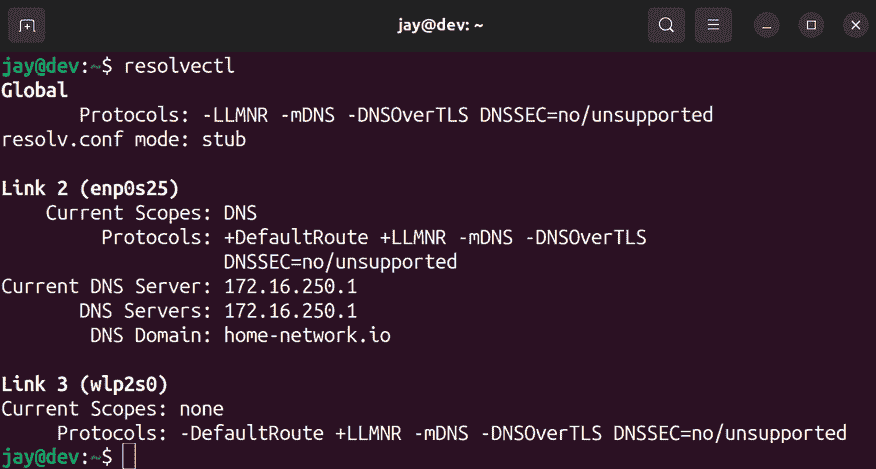 jay@dev: ~
jay@dev:~$ resolvectl
Global
Protocols: -LLMNR -mDNS -DNSOverTLS DNSSEC=no/unsupported
resolv.conf mode: stub
Link 2 (enp0s25)
Current Scopes: DNS
Protocols: +DefaultRoute +LLMNR -mDNS -DNSOverTLS
DNSSEC=no/unsupported
Current DNS Server: 172.16.250.1
DNS Servers: 172.16.250.1
DNS Domain: home-network.io
Link 3 (wlp2s0)
Current Scopes: none
Protocols: -DefaultRoute +LLMNR -mDNS -DNSOverTLS DNSSEC=no/unsupported
jay@dev:~$